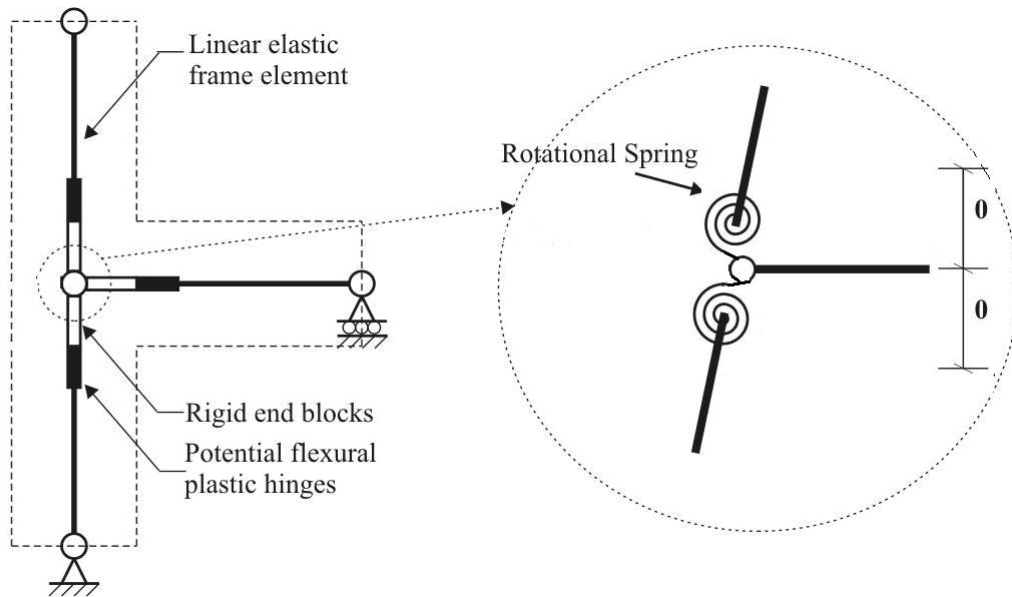 Linear elastic
frame element
Rotational Spring
0
0
Rigid end blocks
Potential flexural
plastic hinges